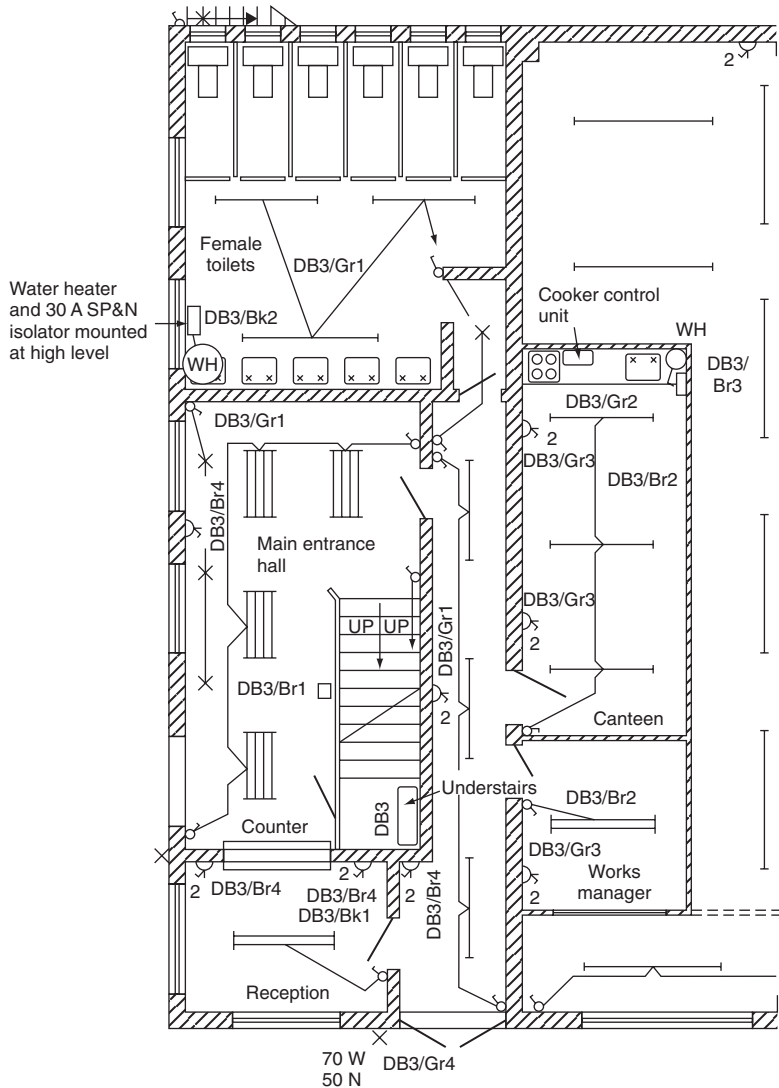 2
Female
toilets
DB3/Gr1
Water heater
and 30 A SP&N
isolator mounted
at high level
DB3/Bk2
WH
Cooker control
unit
WH
DB3/
Br3
DB3/Gr1
DB3/Gr2
2
DB3/Gr3
DB3/Br2
DB3/Br4
Main entrance
hall
DB3/Gr3
2
UP
UP
DB3/Gr1
DB3/Br1
2
Canteen
Understairs
DB3
DB3/Br2
Counter
DB3/Gr3
2
Works
manager
2
DB3/Br4
2
DB3/Br4
DB3/Bk1
2
DB3/Br4
Reception
70 W
50 N
DB3/Gr4